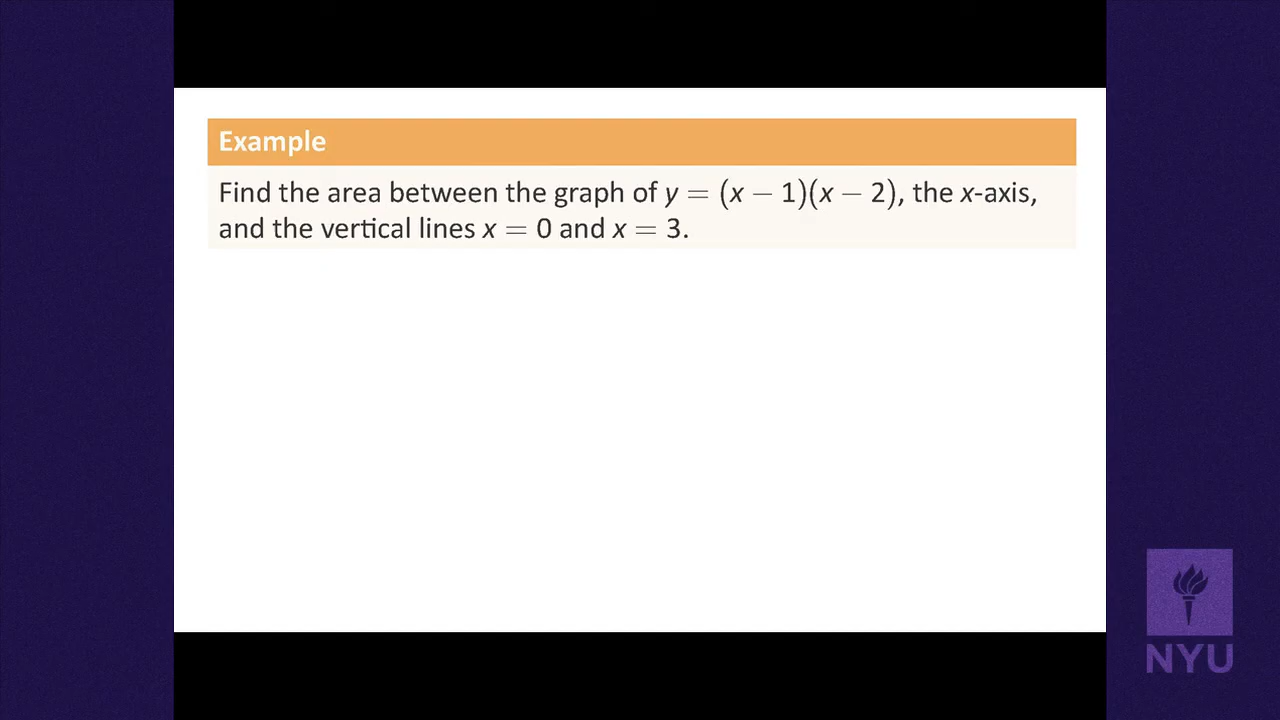 Example
Find the area between the graph of y = (x − 1)(x − 2), the x-axis,
and the vertical lines x = 0 and x = 3.
NYU